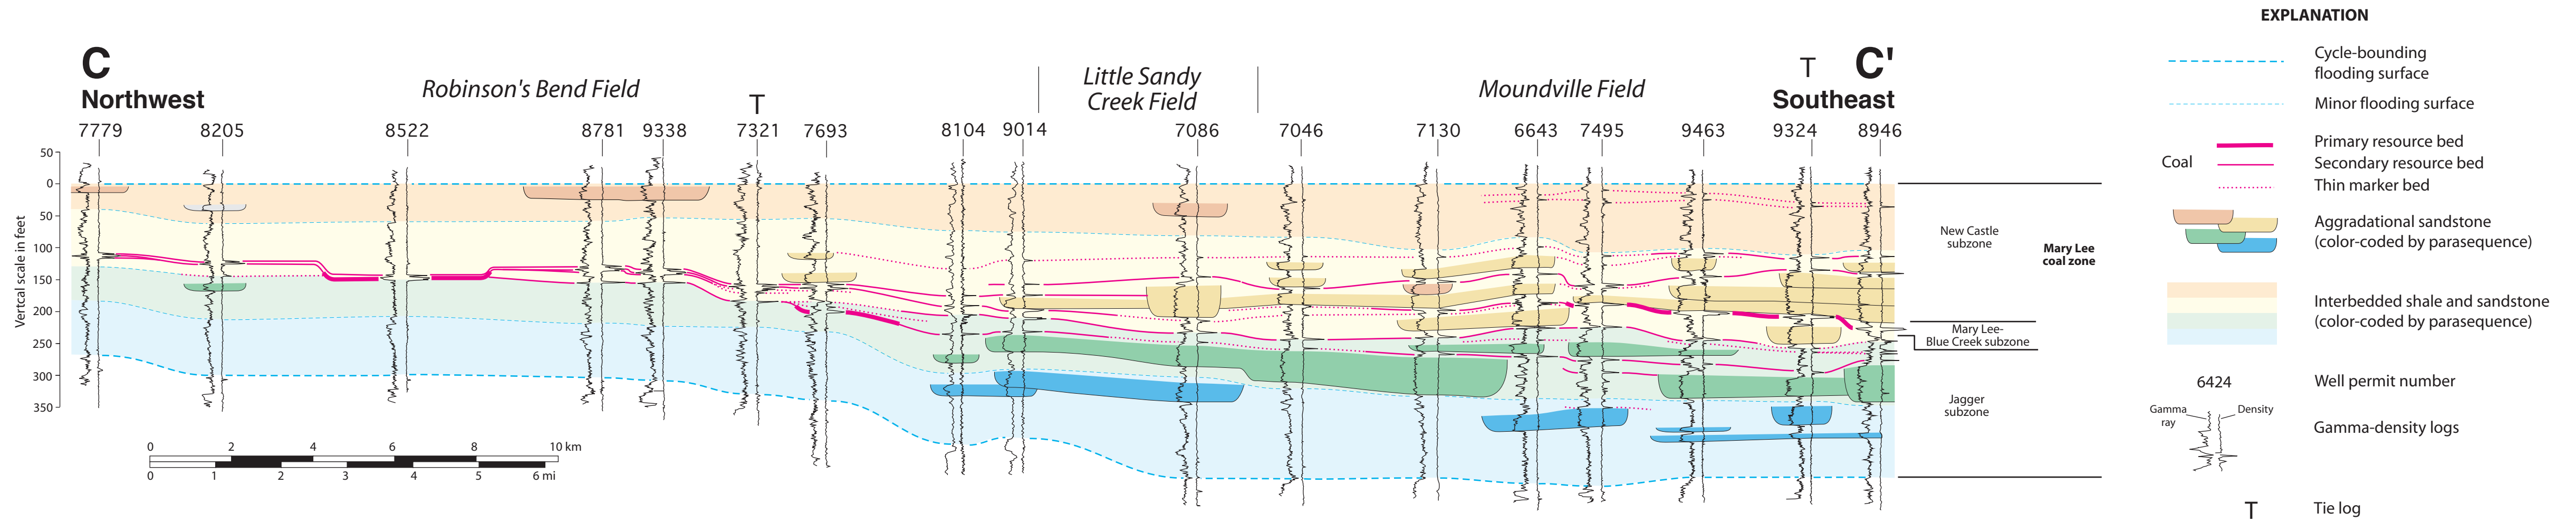 C
Northwest
Robinson's Bend Field
T
Little Sandy
Creek Field
Moundville Field
T
C'
Southeast
7779
8205
8522
8781
9338
7321
7693
8104
9014
7086
7046
7130
6643
7495
9463
9324
8946
Vertcal scale in feet
50
0
50
100
150
200
250
300
350
0 2 4 6 8 10 km
0 1 2 3 4 5 6 mi
New Castle
subzone
Mary Lee
coal zone
Mary Lee-
Blue Creek subzone
Jagger
subzone
EXPLANATION
Cycle-bounding
flooding surface
Minor flooding surface
Coal
Primary resource bed
Secondary resource bed
Thin marker bed
Aggradational sandstone
(color-coded by parasequence)
Interbedded shale and sandstone
(color-coded by parasequence)
6424
Well permit number
Gamma
ray
Density
Gamma-density logs
T
Tie log